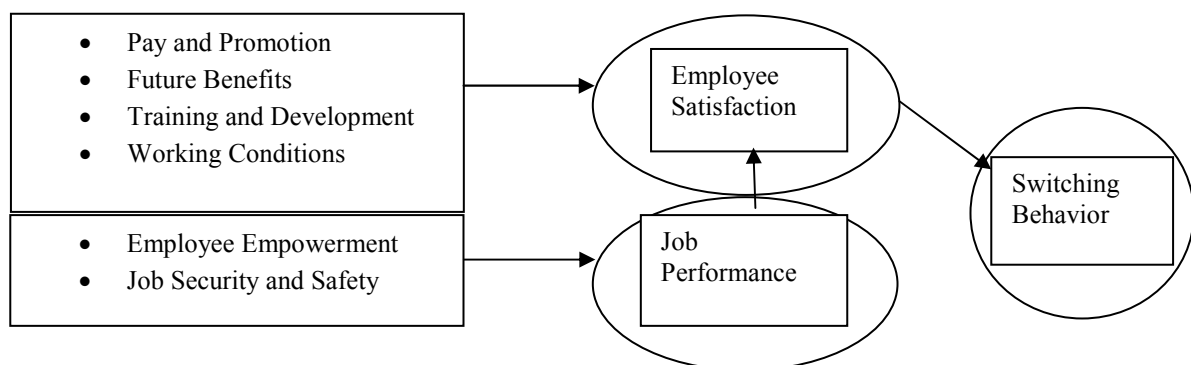 • Pay and Promotion
• Future Benefits
• Training and Development
• Working Conditions
• Employee Empowerment
• Job Security and Safety
Employee
Satisfaction
Job
Performance
Switching
Behavior